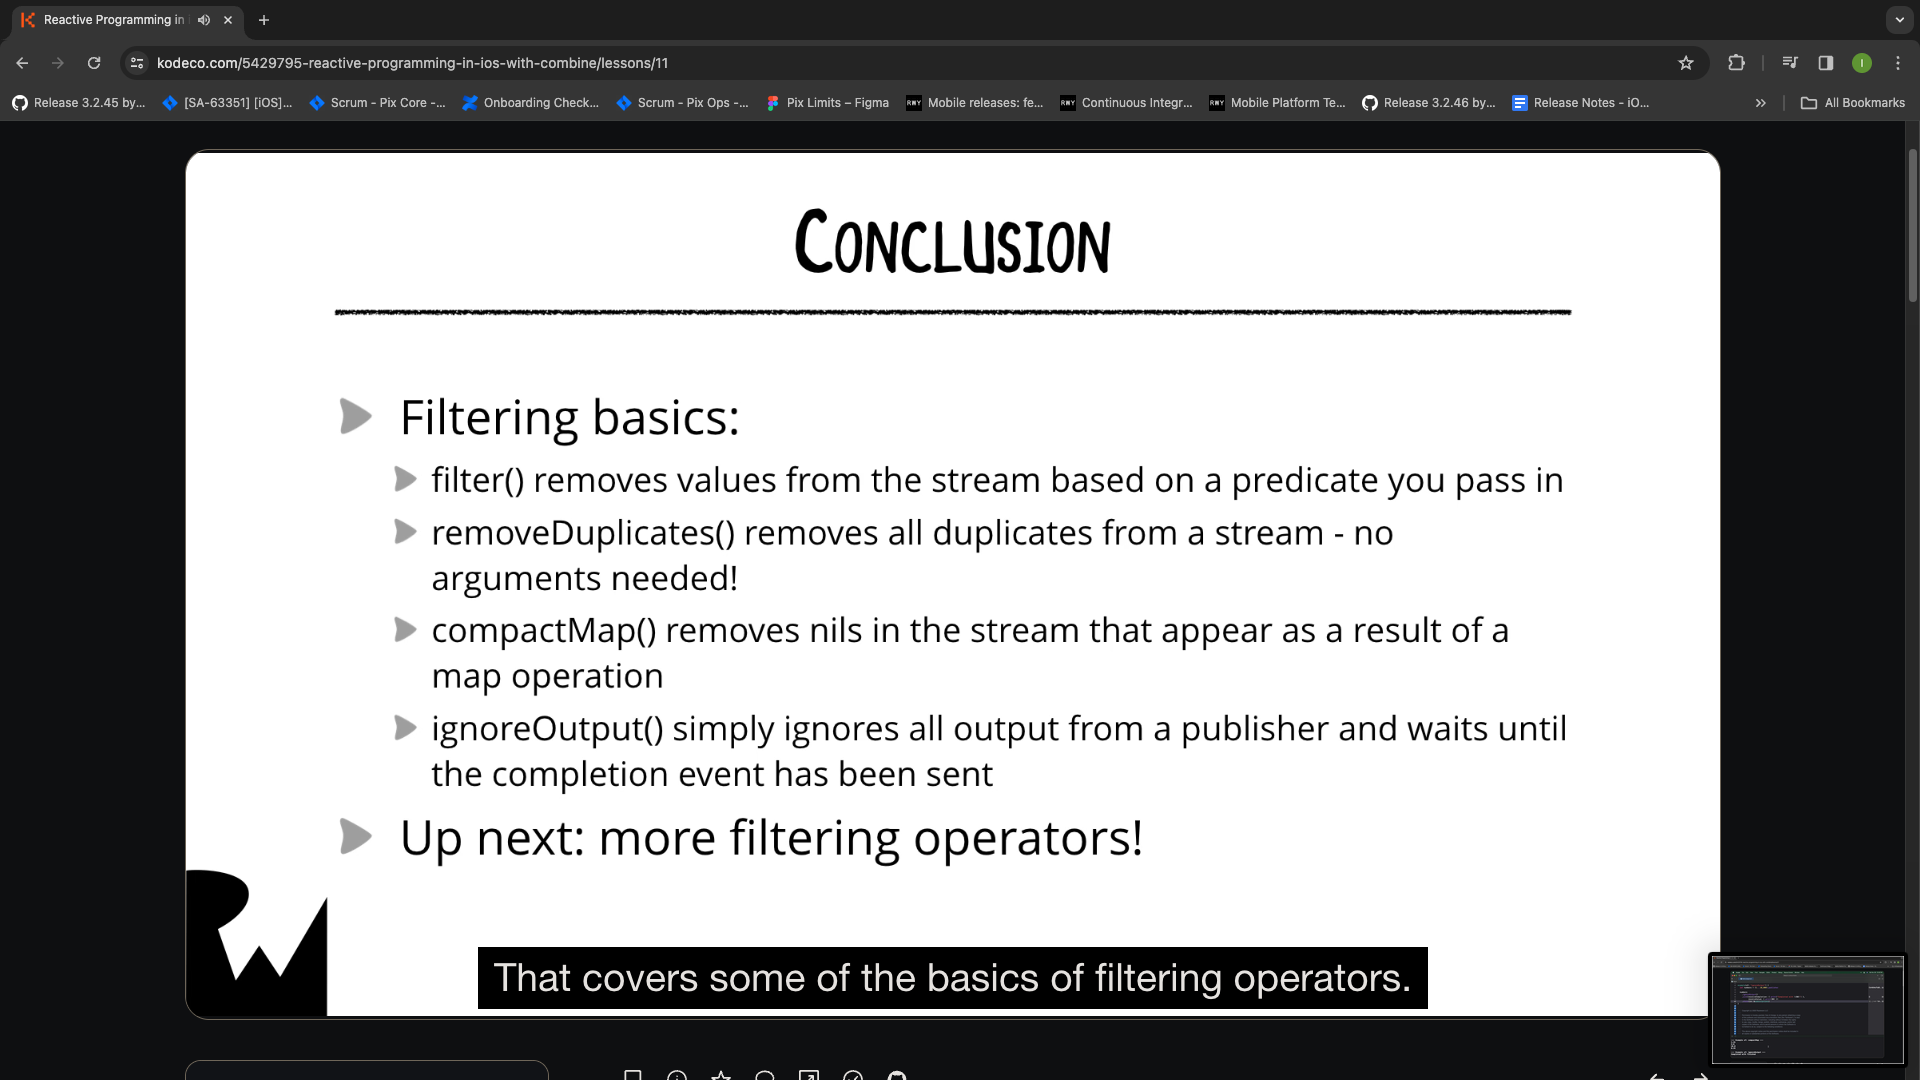 Reactive Programming in
kodeco.com/5429795-reactive-programming-in-ios-with-combine/lessons/11
I
Release 3.2.45 by...
[SA-63351] [iOS]...
Scrum - Pix Core -...
Onboarding Check...
Scrum - Pix Ops -...
Pix Limits – Figma
Mobile releases: fe...
Continuous Integr...
Mobile Platform Te...
Release 3.2.46 by...
Release Notes - iO...
All Bookmarks
CONCLUSION
Filtering basics:
filter() removes values from the stream based on a predicate you pass in
removeDuplicates() removes all duplicates from a stream - no
arguments needed!
compactMap() removes nils in the stream that appear as a result of a
map operation
ignoreOutput() simply ignores all output from a publisher and waits until
the completion event has been sent
Up next: more filtering operators!
That covers some of the basics of filtering operators.